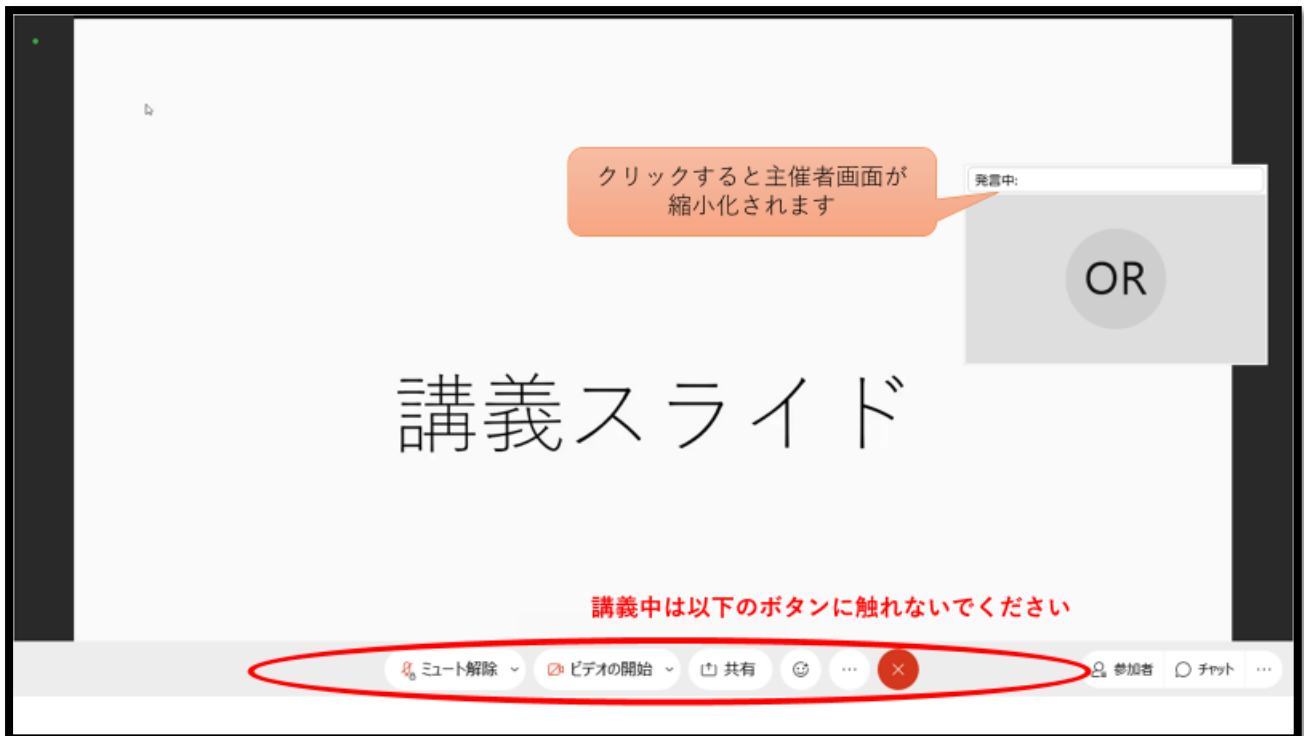 クリックすると主催者画面が
縮小化されます
発言中:
OR
講義スライド
講義中は以下のボタンに触れないでください
ミュート解除
ビデオの開始
共有
参加者
チャット